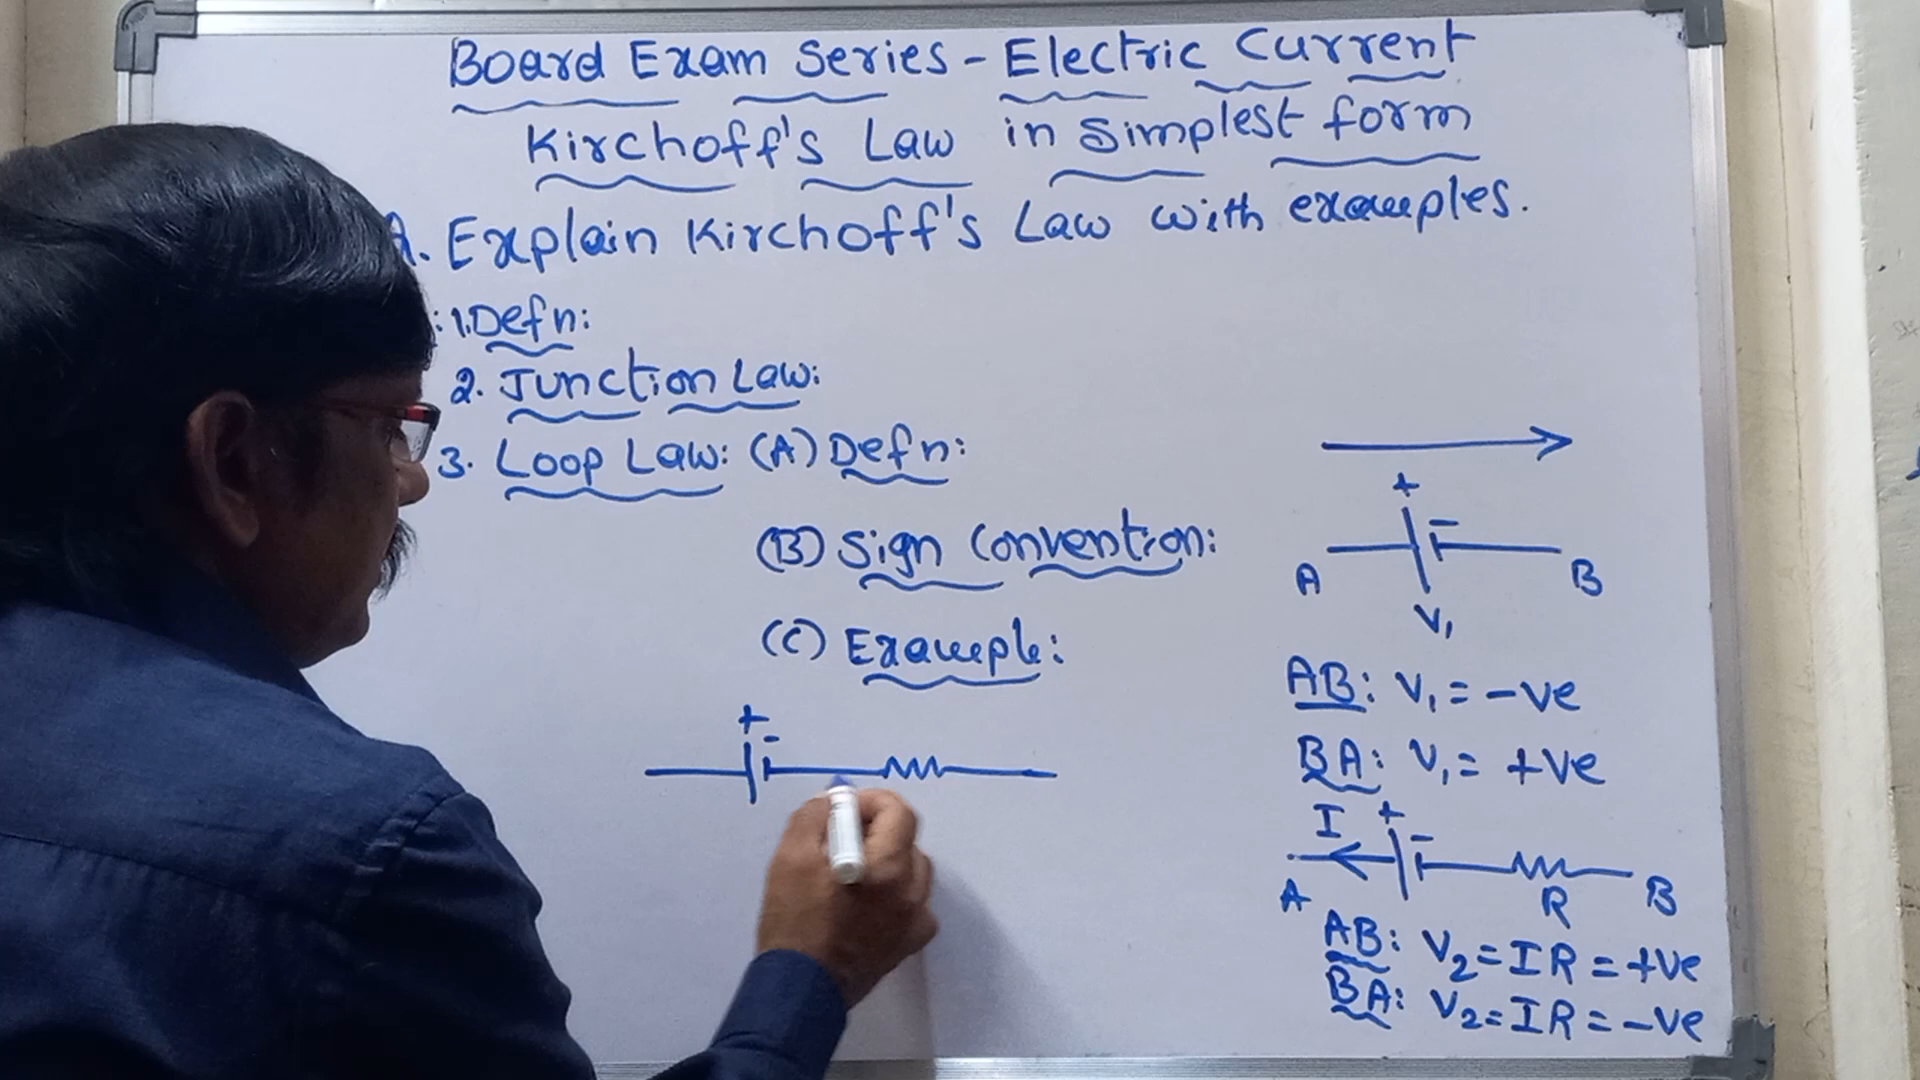 Board Exam Series - Electric Current
Kirchoff's Law in Simplest form
Explain Kirchoff's Law with examples.
: 1. Defn:
2. Junction Law:
3. Loop Law: (A) Defn:
(B) Sign Convention:
(C) Example:
+ -
+ -
A B
V₁
AB: V₁ = -ve
BA: V₁ = +ve
I + -
A R B
AB: V₂ = IR = +ve
BA: V₂ = IR = -ve